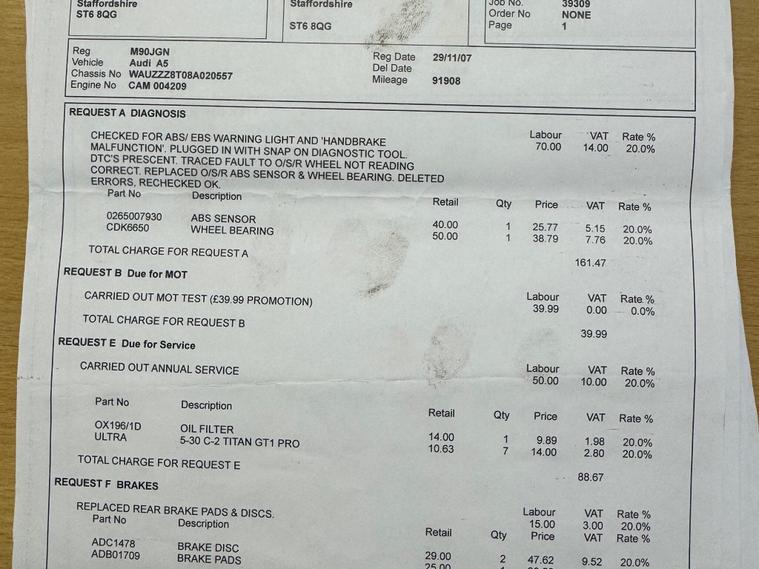 Staffordshire
ST6 8QG
Staffordshire
ST6 8QG
Job No. 39309
Order No NONE
Page 1
Reg M90JGN
Vehicle Audi A5
Chassis No WAUZZZ8T08A020557
Engine No CAM 004209
Reg Date 29/11/07
Del Date
Mileage 91908
REQUEST A DIAGNOSIS
Labour VAT Rate %
CHECKED FOR ABS/ EBS WARNING LIGHT AND 'HANDBRAKE 70.00 14.00 20.0%
MALFUNCTION'. PLUGGED IN WITH SNAP ON DIAGNOSTIC TOOL.
DTC'S PRESCENT. TRACED FAULT TO O/S/R WHEEL NOT READING
CORRECT. REPLACED O/S/R ABS SENSOR & WHEEL BEARING. DELETED
ERRORS, RECHECKED OK.
Part No Description Retail Qty Price VAT Rate %
0265007930 ABS SENSOR 40.00 1 25.77 5.15 20.0%
CDK6650 WHEEL BEARING 50.00 1 38.79 7.76 20.0%
TOTAL CHARGE FOR REQUEST A 161.47
REQUEST B Due for MOT
Labour VAT Rate %
CARRIED OUT MOT TEST (£39.99 PROMOTION) 39.99 0.00 0.0%
TOTAL CHARGE FOR REQUEST B 39.99
REQUEST E Due for Service
Labour VAT Rate %
CARRIED OUT ANNUAL SERVICE 50.00 10.00 20.0%
Part No Description Retail Qty Price VAT Rate %
OX196/1D OIL FILTER 14.00 1 9.89 1.98 20.0%
ULTRA 5-30 C-2 TITAN GT1 PRO 10.63 7 14.00 2.80 20.0%
TOTAL CHARGE FOR REQUEST E 88.67
REQUEST F BRAKES
Labour VAT Rate %
REPLACED REAR BRAKE PADS & DISCS. 15.00 3.00 20.0%
Part No Description Retail Qty Price VAT Rate %
ADC1478 BRAKE DISC 29.00 2 47.62 9.52 20.0%
ADB01709 BRAKE PADS 25.00 1